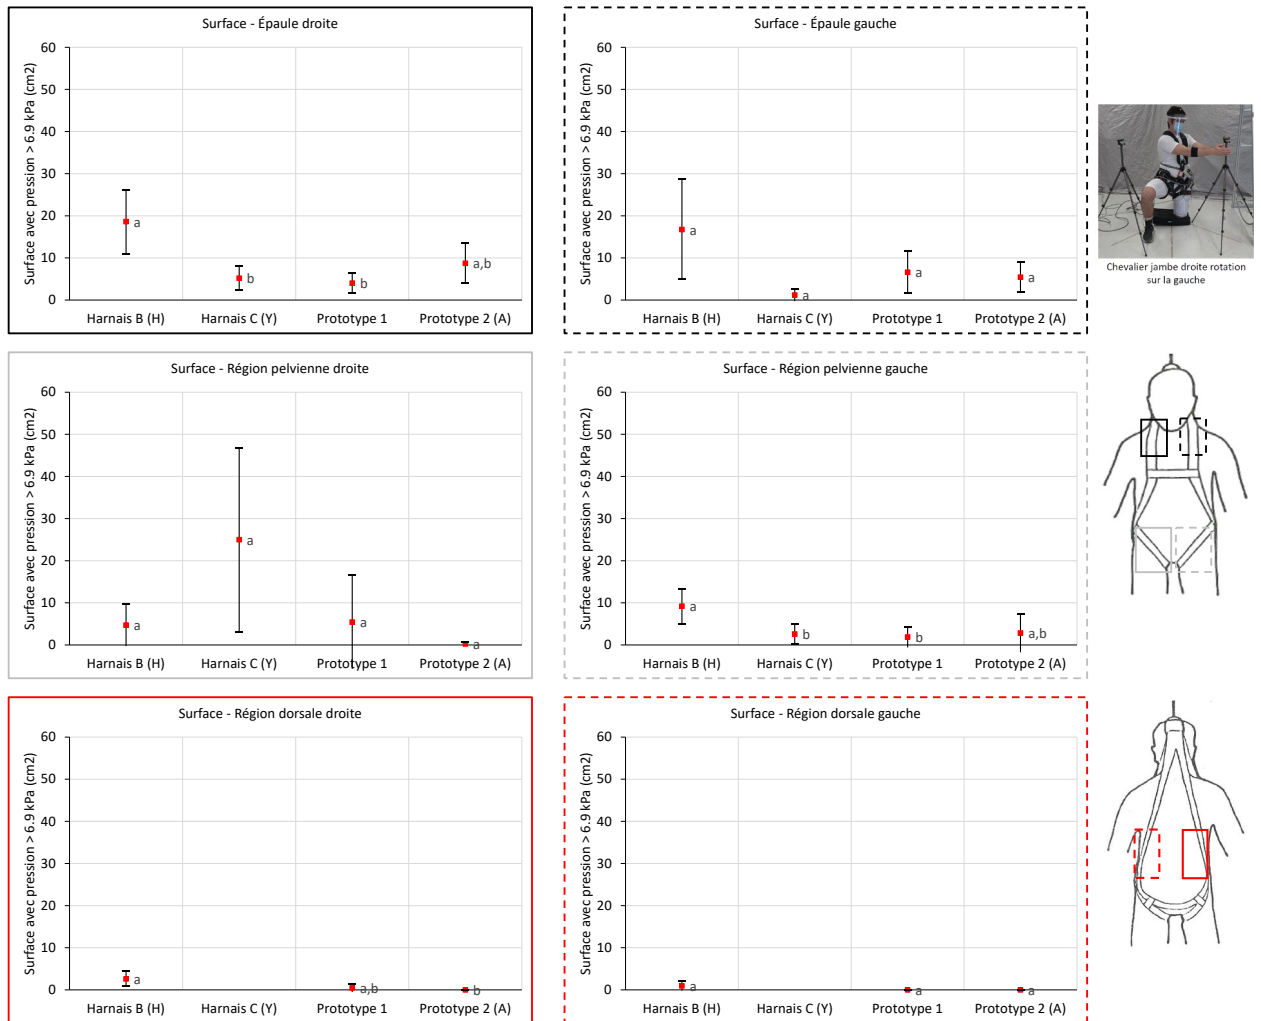 Surface - Épaule droite
Surface avec pression > 6.9 kPa (cm2)
60
50
40
30
20
10
0
a
b
b
a,b
Harnais B (H)
Harnais C (Y)
Prototype 1
Prototype 2 (A)
Surface - Épaule gauche
Surface avec pression > 6.9 kPa (cm2)
60
50
40
30
20
10
0
a
a
a
a
Harnais B (H)
Harnais C (Y)
Prototype 1
Prototype 2 (A)
Chevalier jambe droite rotation
sur la gauche
Surface - Région pelvienne droite
Surface avec pression > 6.9 kPa (cm2)
60
50
40
30
20
10
0
a
a
a
a
Harnais B (H)
Harnais C (Y)
Prototype 1
Prototype 2 (A)
Surface - Région pelvienne gauche
Surface avec pression > 6.9 kPa (cm2)
60
50
40
30
20
10
0
a
b
b
a,b
Harnais B (H)
Harnais C (Y)
Prototype 1
Prototype 2 (A)
Surface - Région dorsale droite
Surface avec pression > 6.9 kPa (cm2)
60
50
40
30
20
10
0
a
a,b
b
Harnais B (H)
Harnais C (Y)
Prototype 1
Prototype 2 (A)
Surface - Région dorsale gauche
Surface avec pression > 6.9 kPa (cm2)
60
50
40
30
20
10
0
a
a
a
Harnais B (H)
Harnais C (Y)
Prototype 1
Prototype 2 (A)